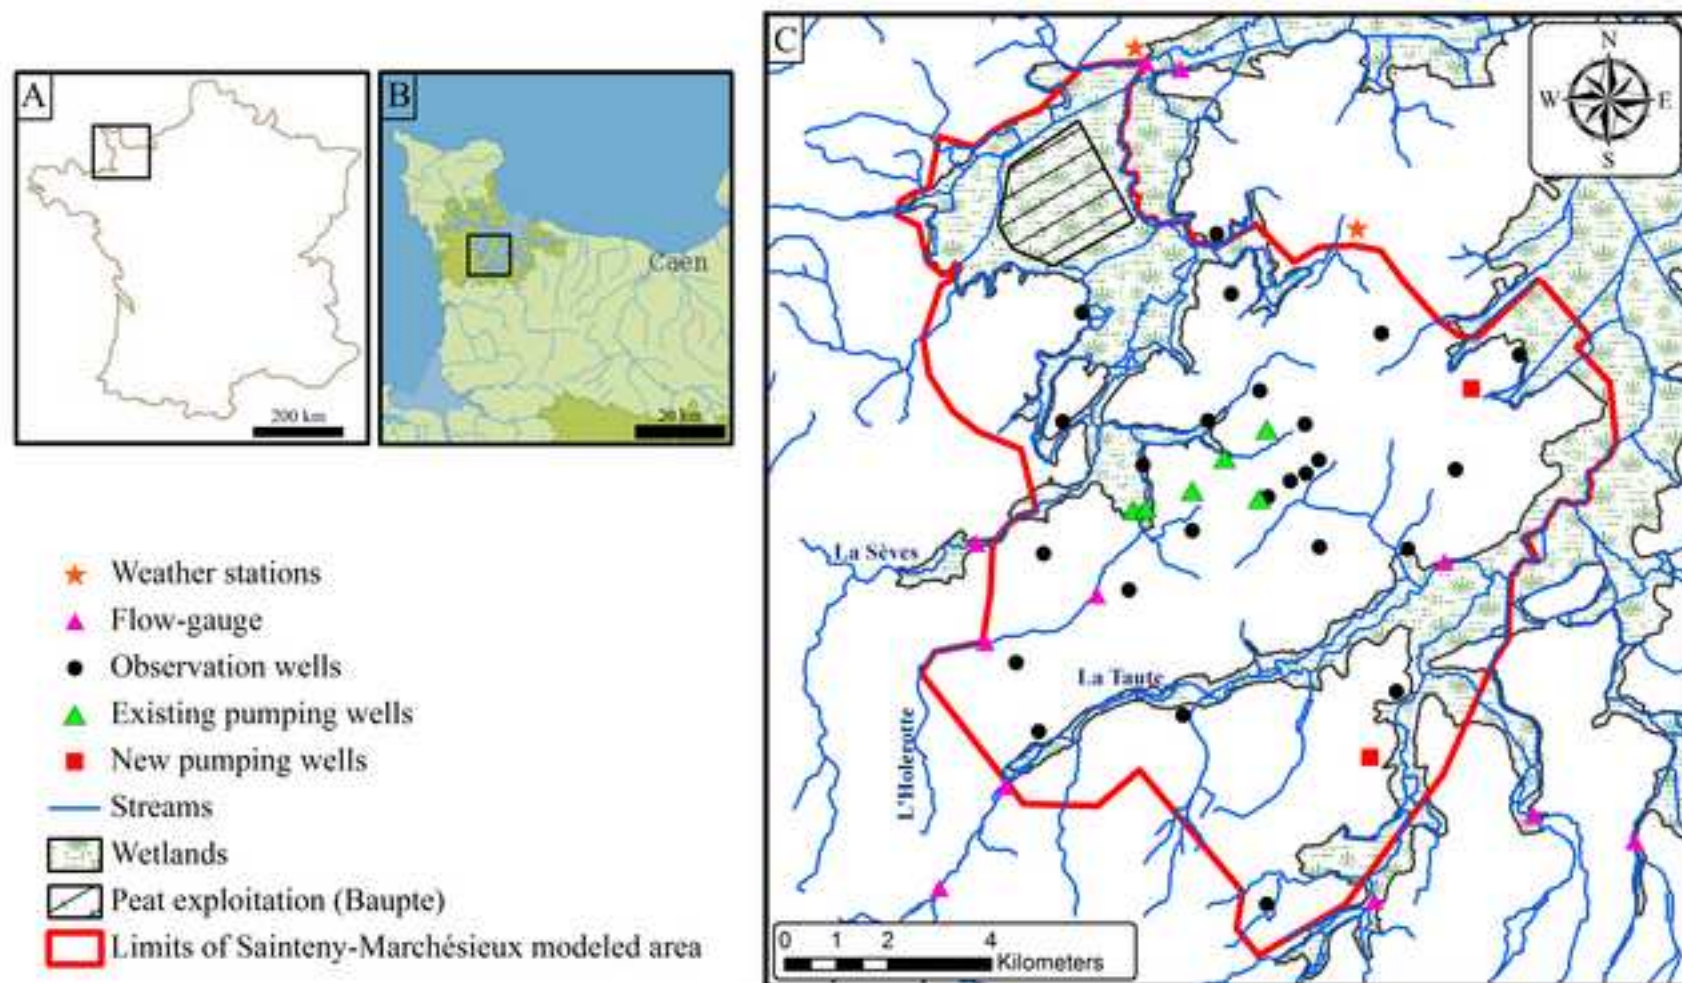 A
200 km
B
Caen
20 km
Weather stations
Flow-gauge
Observation wells
Existing pumping wells
New pumping wells
Streams
Wetlands
Peat exploitation (Baupte)
Limits of Sainteny-Marchésieux modeled area
C
N
W E
S
La Sèves
La Taute
L'Holerotte
0 1 2 4
Kilometers